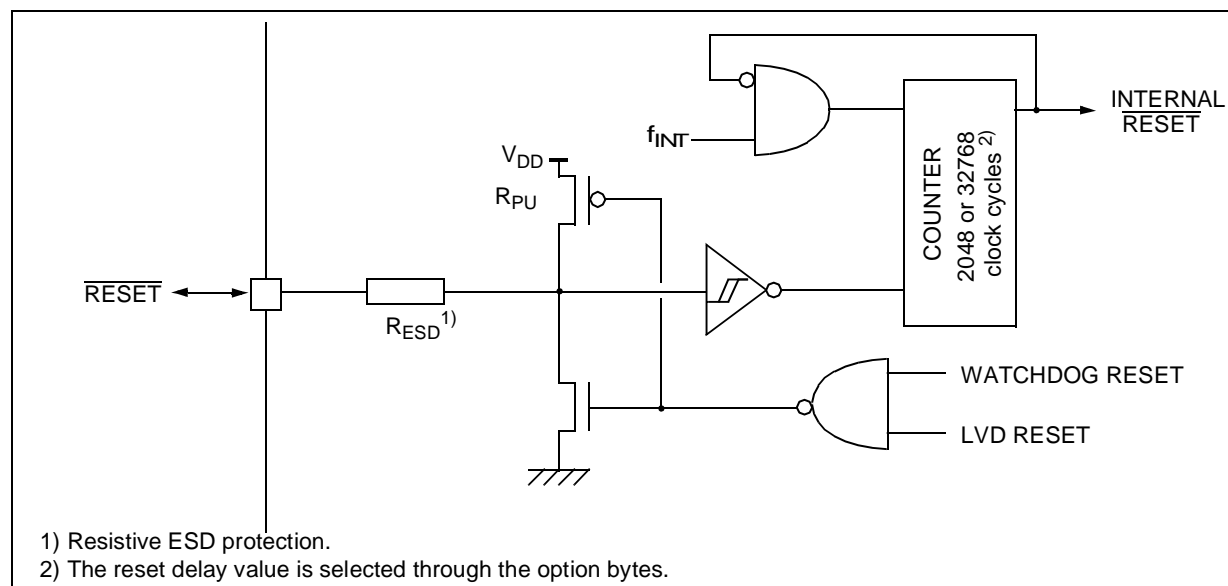 INTERNAL
RESET
fINT
VDD
RPU
COUNTER
2048 or 32768
clock cycles 2)
RESET
RESD1)
WATCHDOG RESET
LVD RESET
1) Resistive ESD protection.
2) The reset delay value is selected through the option bytes.